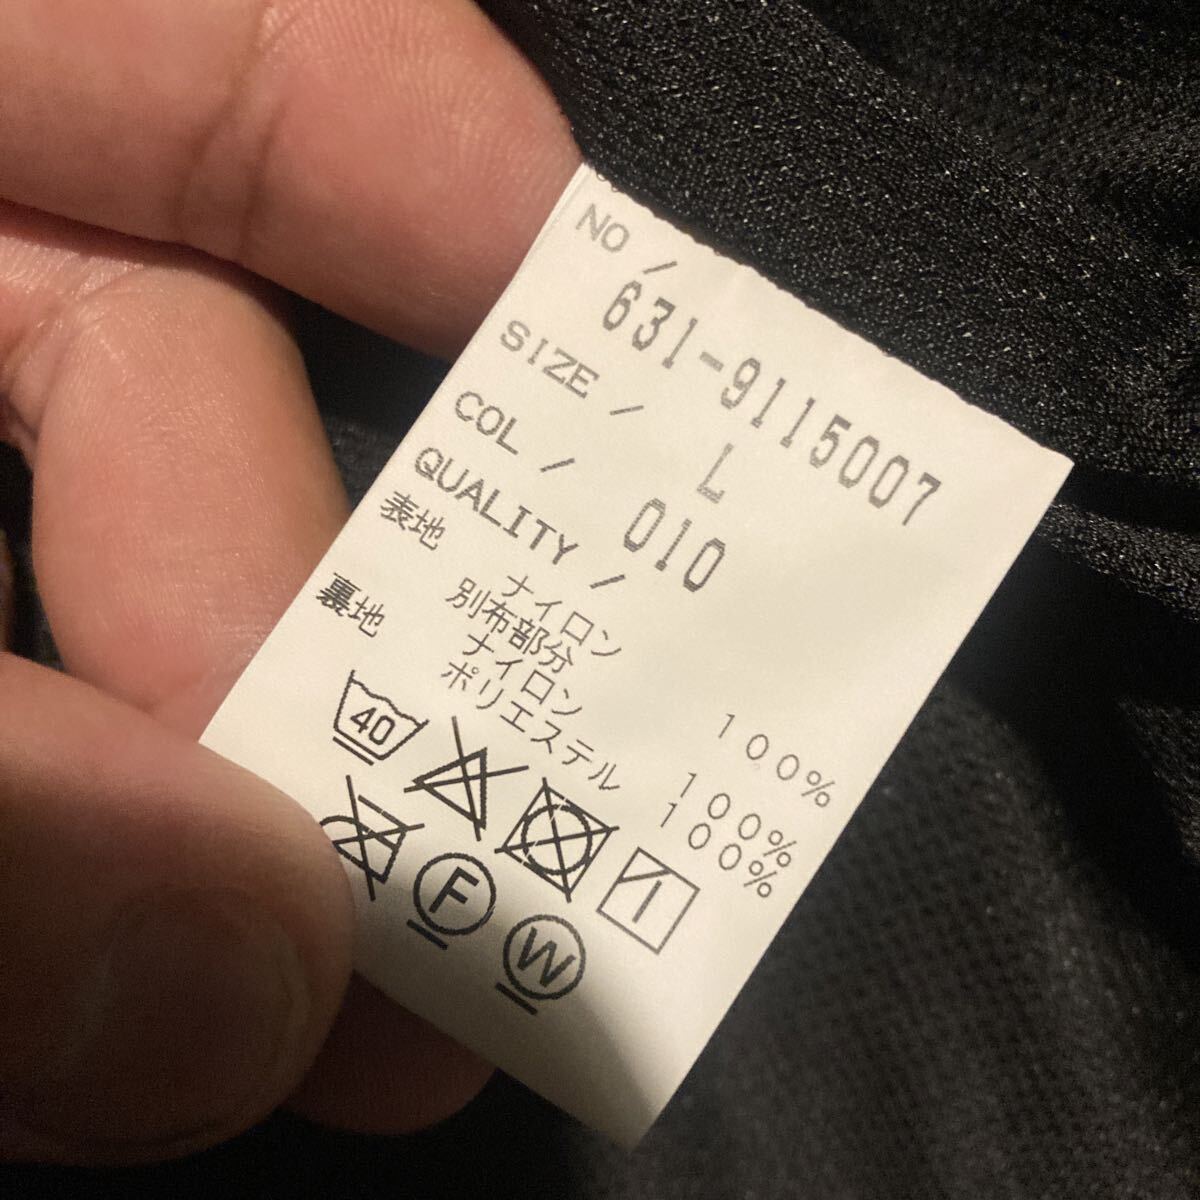 NO /
631-9115007
SIZE / L
COL / 010
QUALITY /
表地
ナイロン 100%
別布部分
ナイロン 100%
裏地 ポリエステル 100%
40
F
W